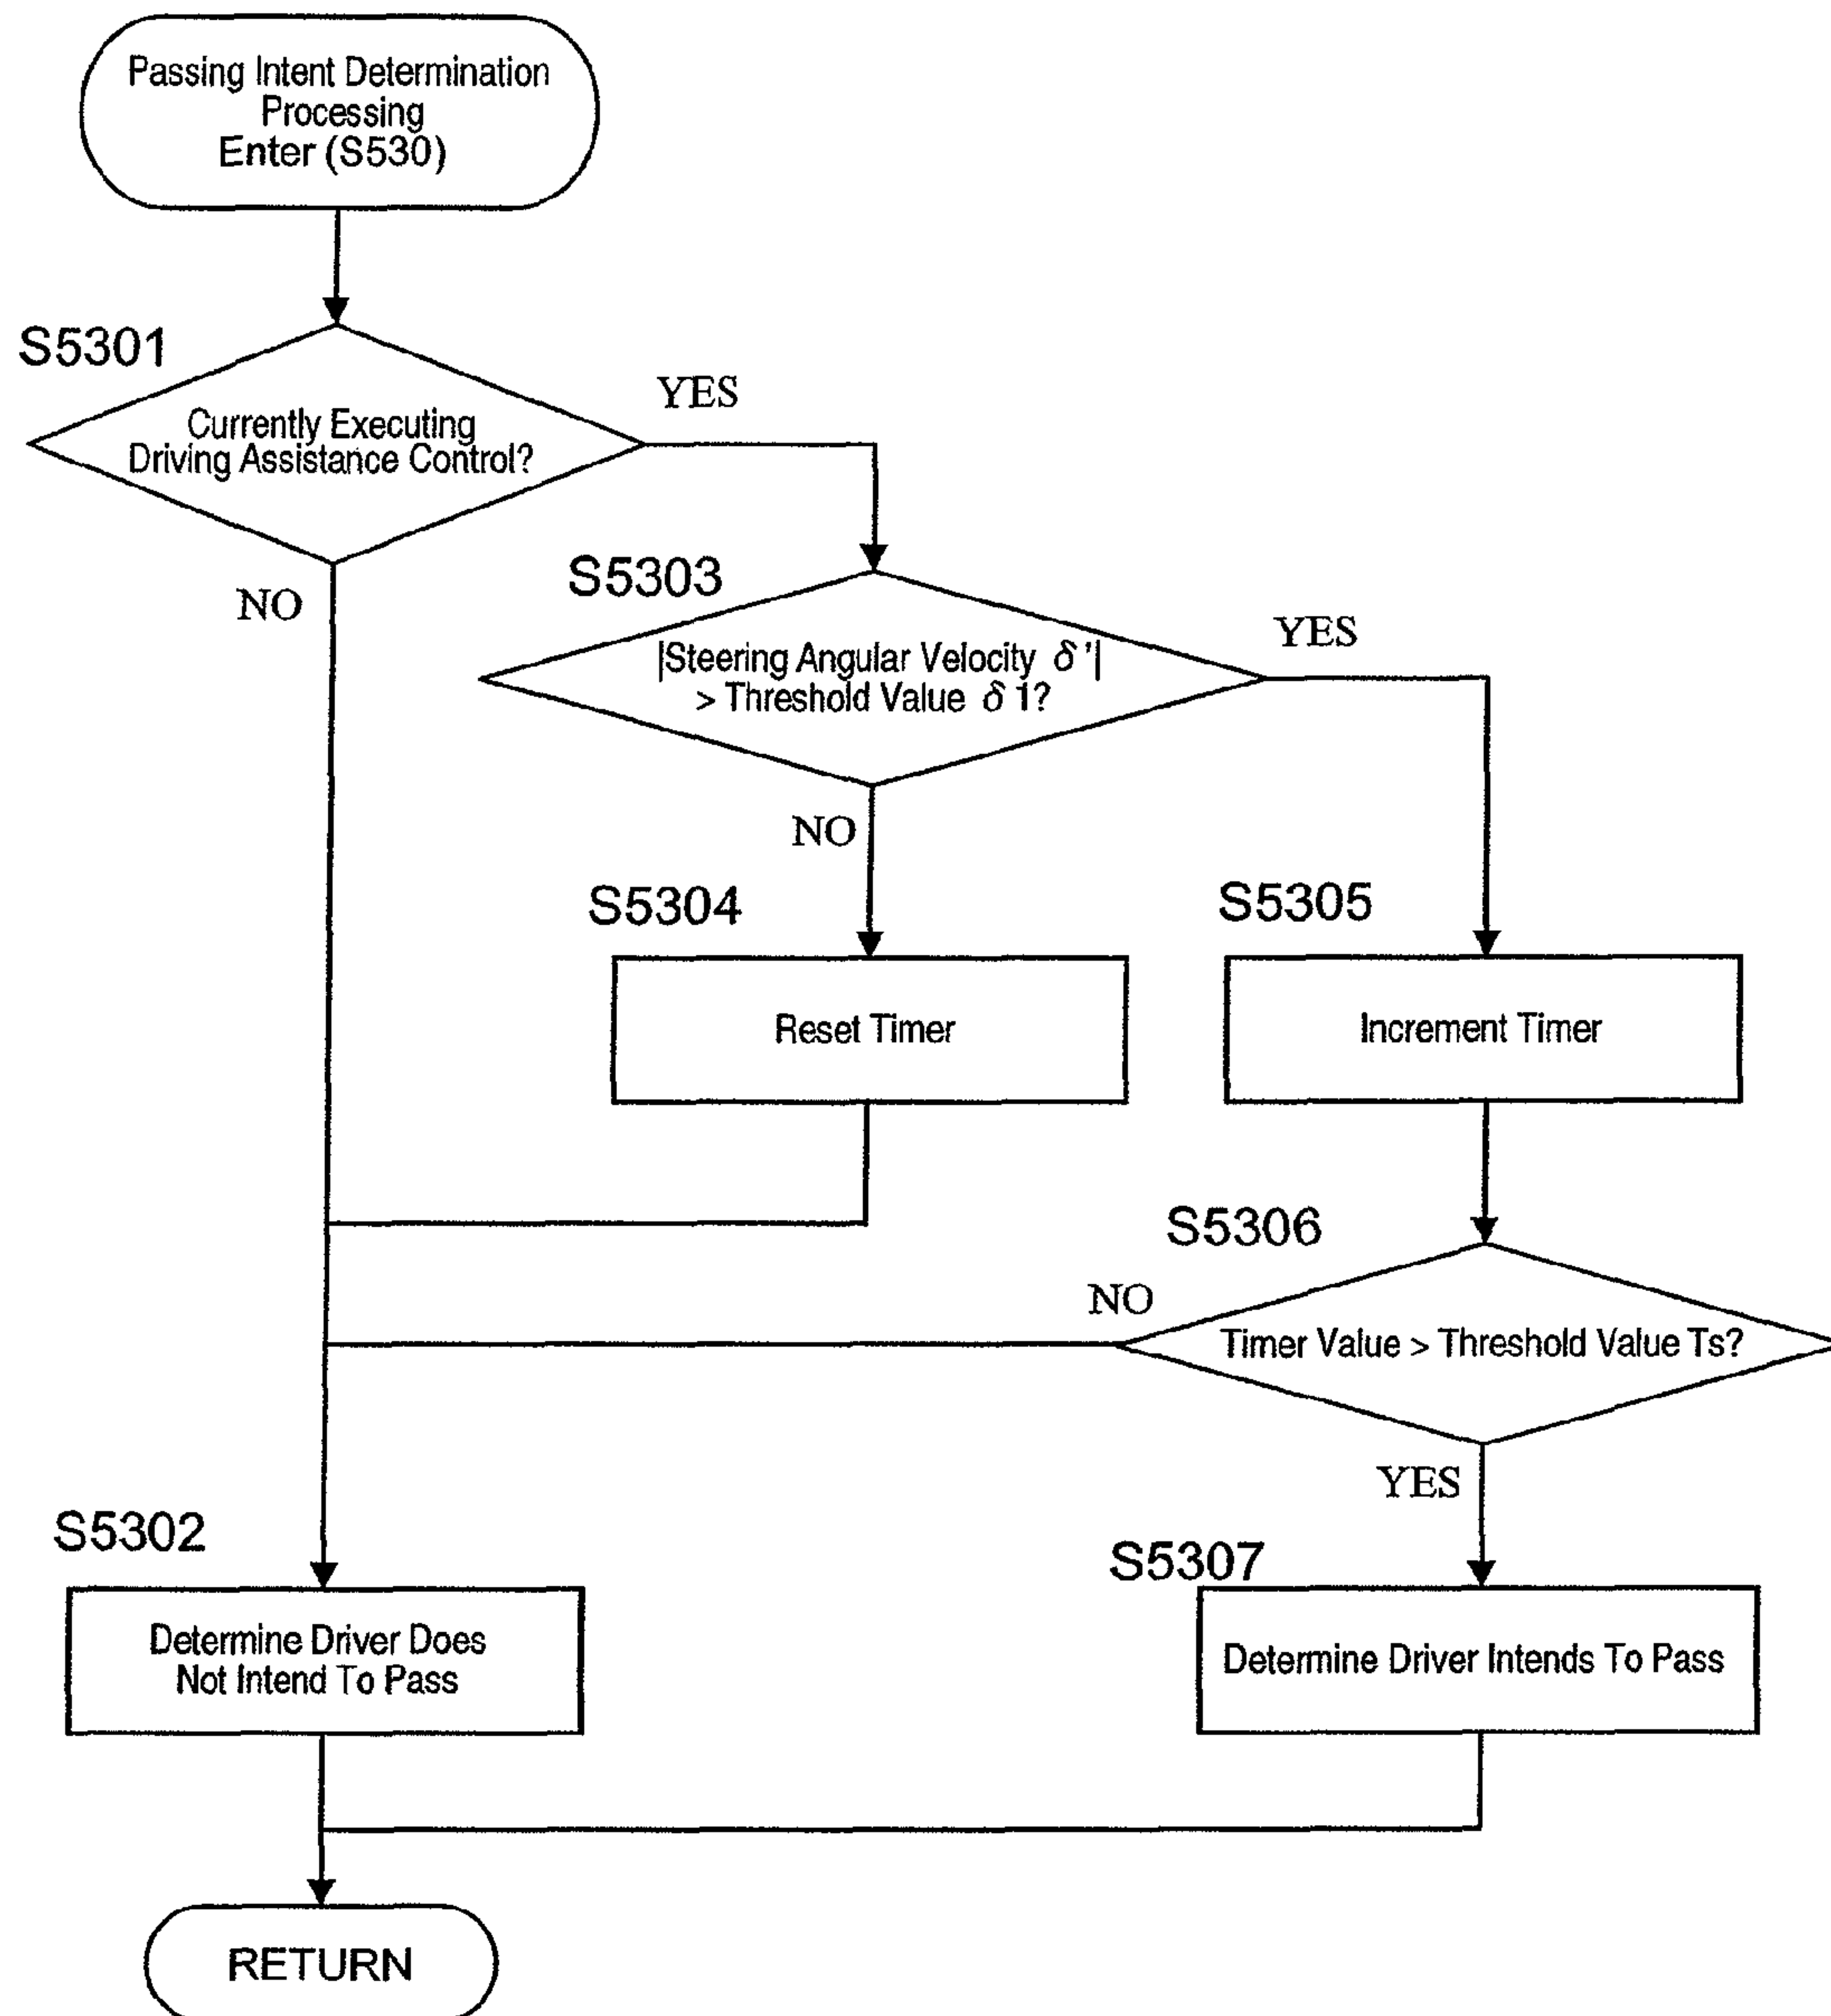 Passing Intent Determination
Processing
Enter (S530)
S5301
Currently Executing
Driving Assistance Control?
YES
NO
S5303
|Steering Angular Velocity δ'|
> Threshold Value δ1?
YES
NO
S5304
Reset Timer
S5305
Increment Timer
S5306
Timer Value > Threshold Value Ts?
NO
YES
S5302
Determine Driver Does
Not Intend To Pass
S5307
Determine Driver Intends To Pass
RETURN